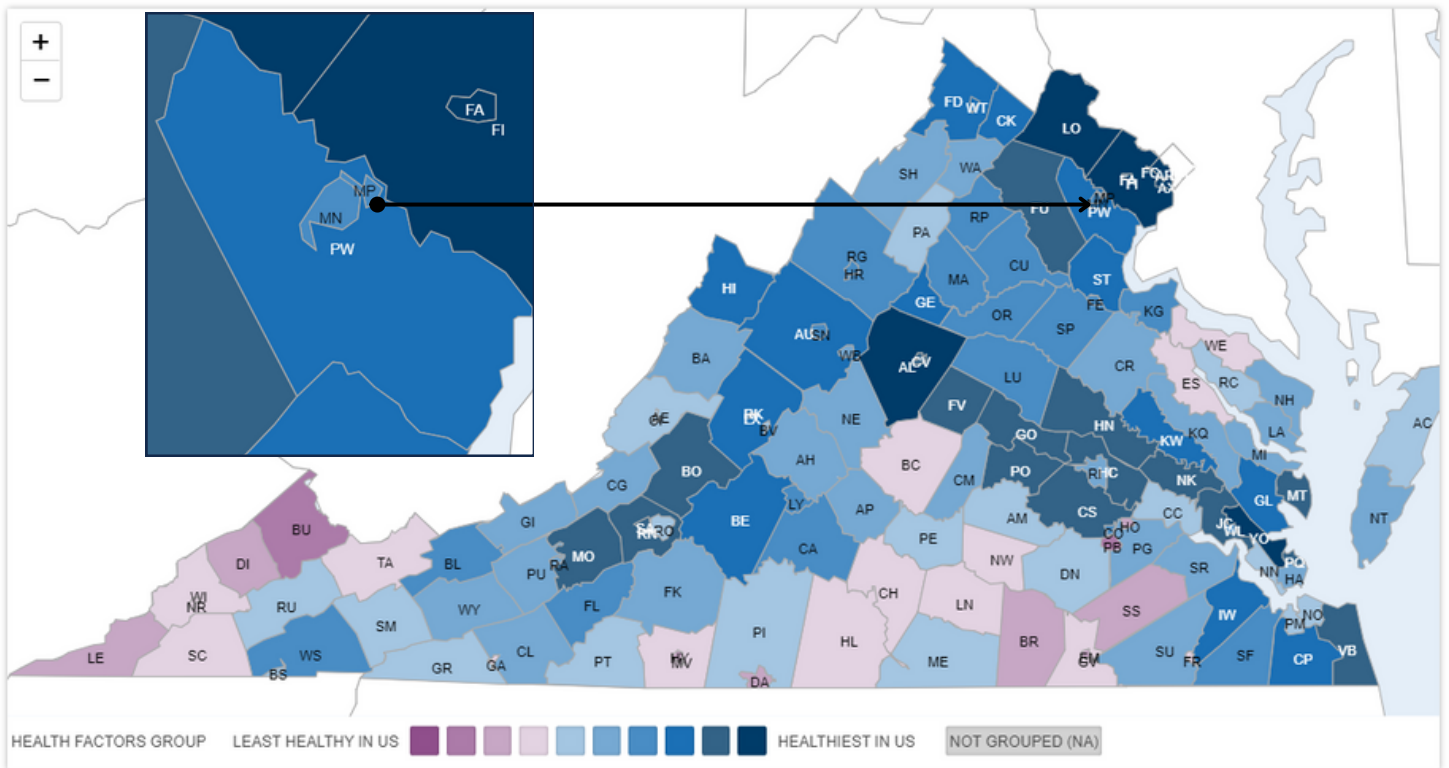 +
−
FA
FI
MP
MN
PW
FD
WT
CK
LO
SH
WA
FU
PW
RP
PA
RG
HR
MA
CU
ST
FE
KG
HI
GE
OR
SP
AU
SN
WB
AL
CV
BA
CR
WE
ES
RC
NH
LU
FV
HN
KW
KQ
LA
AC
AE
BV
NE
GO
MI
BO
AH
BC
CM
PO
HC
NK
GL
MT
CG
LY
AP
CS
CC
JC
WL
YO
NT
GI
BE
AM
HO
CO
PB
PG
PQ
BU
DI
TA
BL
MO
RA
PU
CA
PE
NW
DN
SR
NN
HA
WI
NR
RU
WY
FL
FK
CH
LN
SS
IW
NO
PM
SM
PI
HL
BR
LE
SC
WS
BS
GR
GA
CL
PT
MV
DA
ME
SU
FR
SF
CP
VB
HEALTH FACTORS GROUP LEAST HEALTHY IN US HEALTHIEST IN US NOT GROUPED (NA)